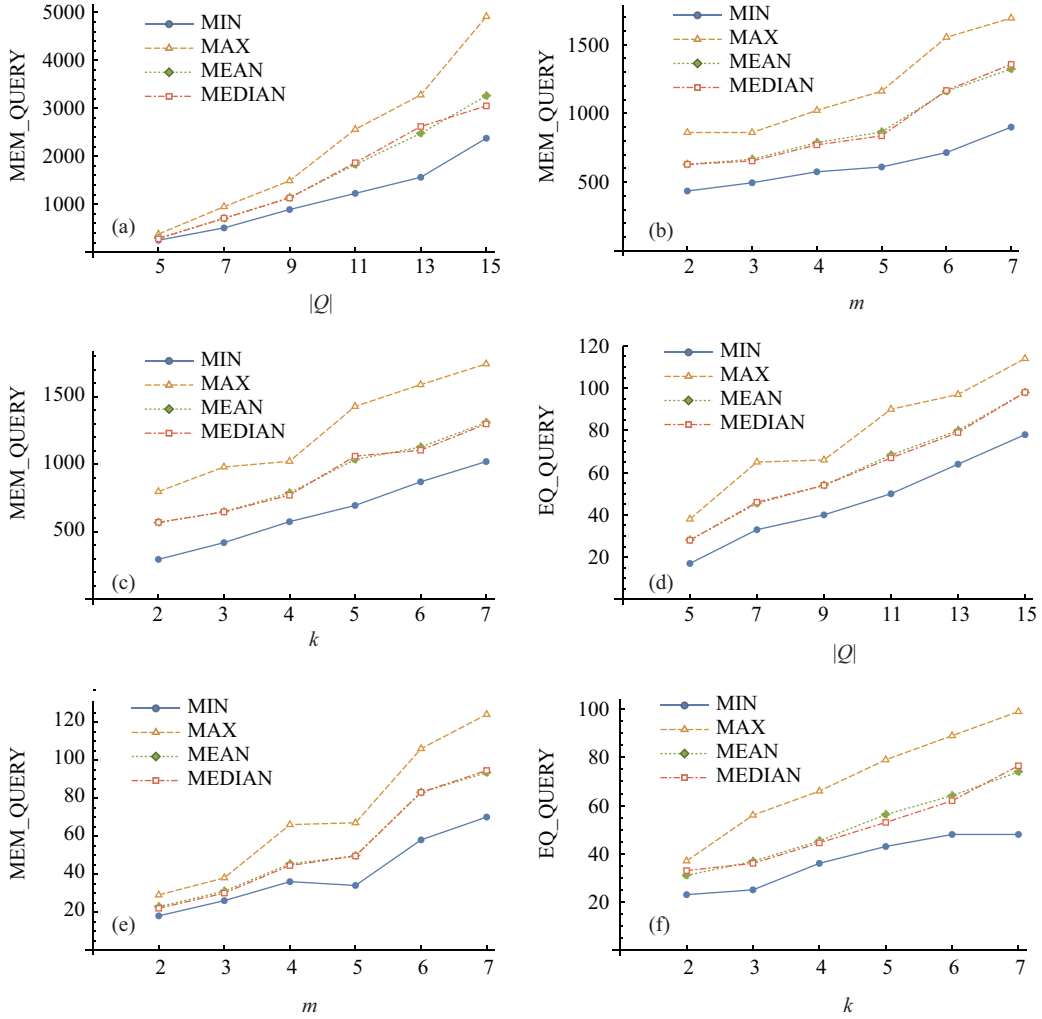 MEM_QUERY
5000
4000
3000
2000
1000
MIN
MAX
MEAN
MEDIAN
(a)
5 7 9 11 13 15
|Q|
MEM_QUERY
1500
1000
500
MIN
MAX
MEAN
MEDIAN
(b)
2 3 4 5 6 7
m
MEM_QUERY
1500
1000
500
MIN
MAX
MEAN
MEDIAN
(c)
2 3 4 5 6 7
k
EQ_QUERY
120
100
80
60
40
20
MIN
MAX
MEAN
MEDIAN
(d)
5 7 9 11 13 15
|Q|
MEM_QUERY
120
100
80
60
40
20
MIN
MAX
MEAN
MEDIAN
(e)
2 3 4 5 6 7
m
EQ_QUERY
100
80
60
40
20
MIN
MAX
MEAN
MEDIAN
(f)
2 3 4 5 6 7
k